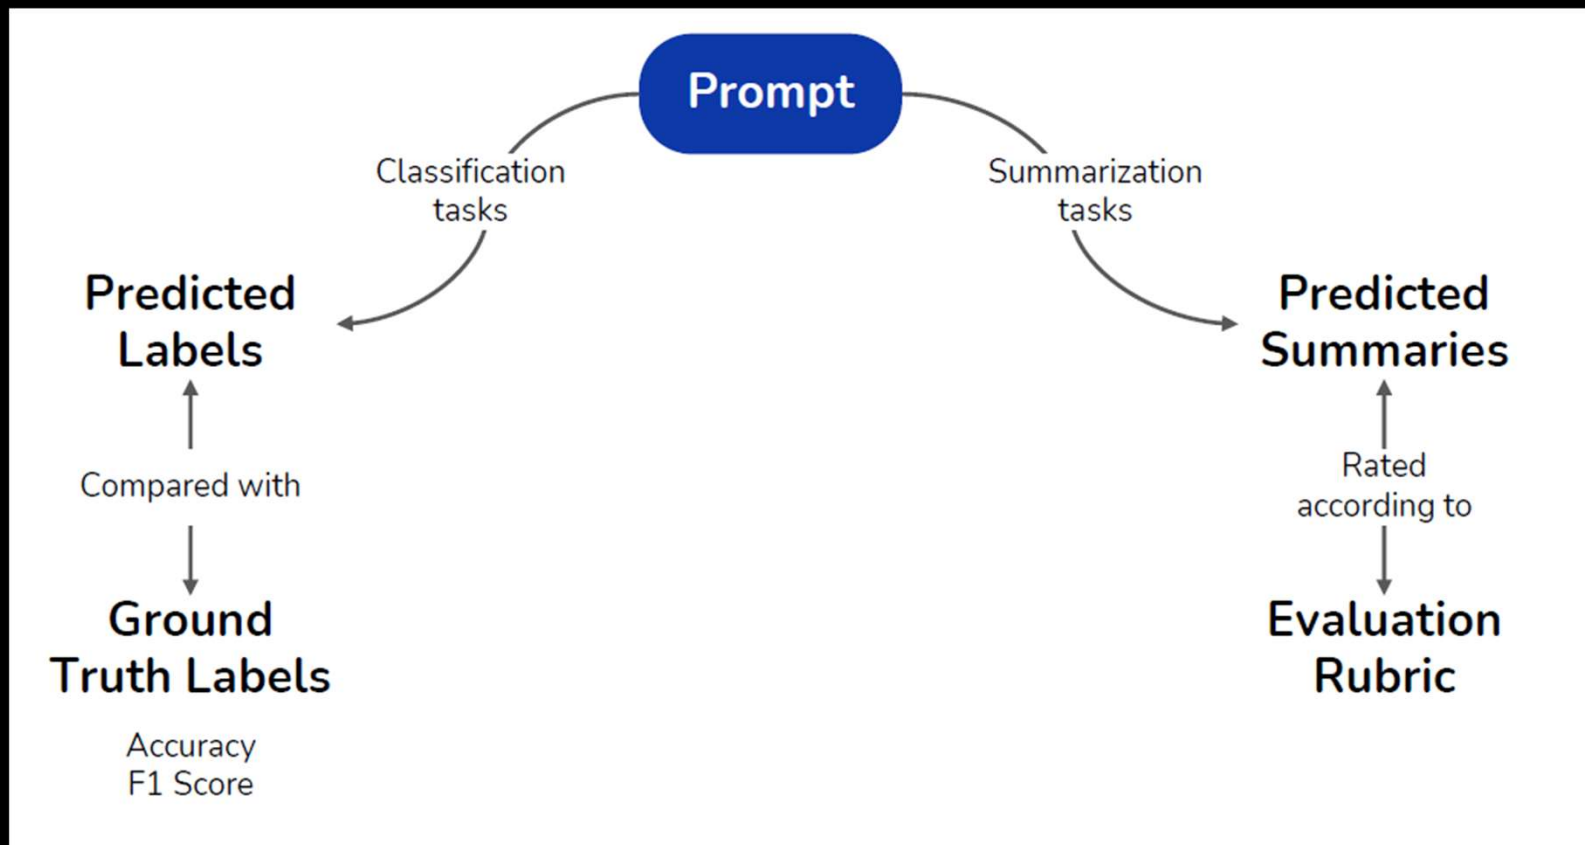 Prompt
Classification
tasks
Summarization
tasks
Predicted
Labels
Predicted
Summaries
Compared with
Rated
according to
Ground
Truth Labels
Evaluation
Rubric
Accuracy
F1 Score